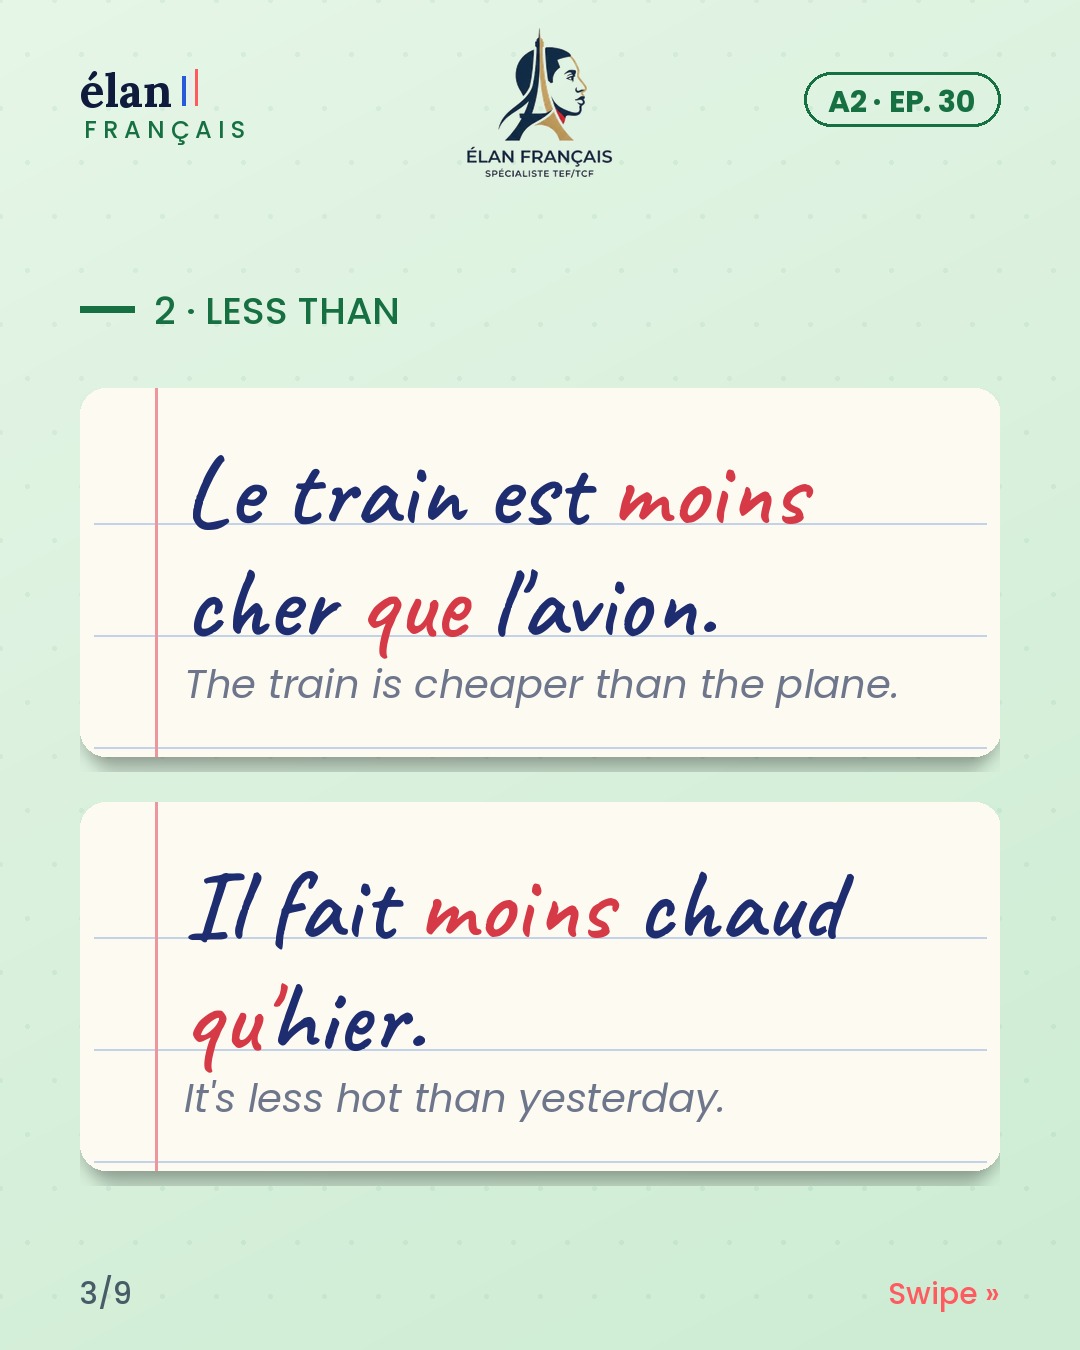 élan
FRANÇAIS
ÉLAN FRANÇAIS
SPÉCIALISTE TEF/TCF
A2 · EP. 30
2 · LESS THAN
Le train est moins
cher que l'avion.
The train is cheaper than the plane.
Il fait moins chaud
qu'hier.
It's less hot than yesterday.
3/9
Swipe »